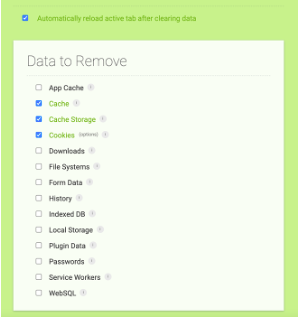 Automatically reload active tab after clearing data
Data to Remove
App Cache
Cache
Cache Storage
Cookies (options)
Downloads
File Systems
Form Data
History
Indexed DB
Local Storage
Plugin Data
Passwords
Service Workers
WebSQL